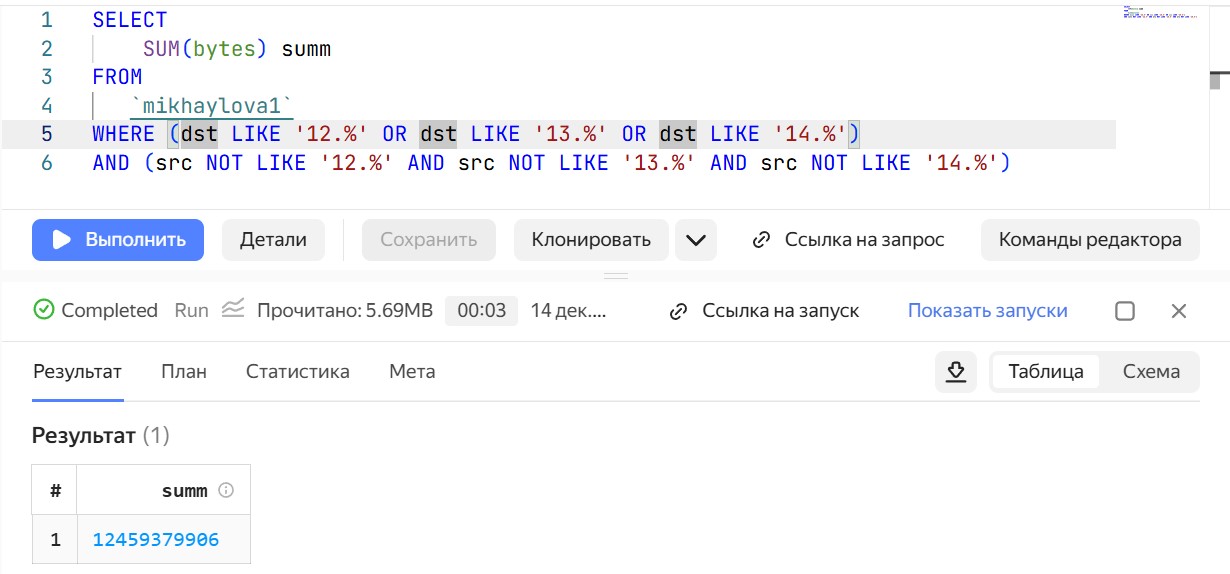 1 SELECT
2 SUM(bytes) summ
3 FROM
4 `mikhaylova1`
5 WHERE (dst LIKE '12.%' OR dst LIKE '13.%' OR dst LIKE '14.%')
6 AND (src NOT LIKE '12.%' AND src NOT LIKE '13.%' AND src NOT LIKE '14.%')
Выполнить Детали Сохранить Клонировать Ссылка на запрос Команды редактора
Completed Run Прочитано: 5.69MB 00:03 14 дек.... Ссылка на запуск Показать запуски
Результат План Статистика Мета Таблица Схема
Результат (1)
# summ
1 12459379906